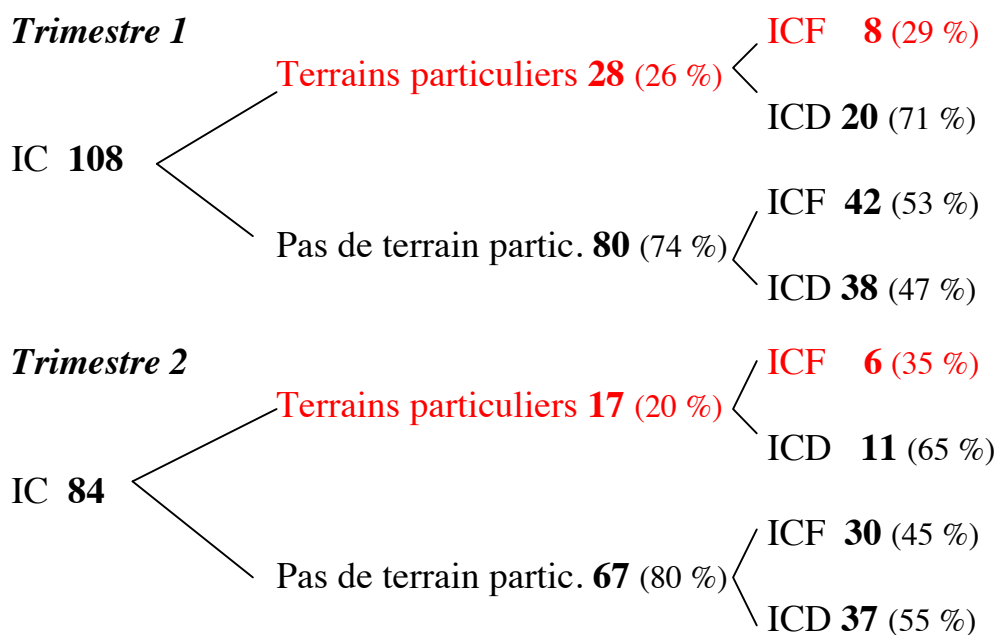 Trimestre 1
ICF 8 (29 %)
Terrains particuliers 28 (26 %)
ICD 20 (71 %)
IC 108
ICF 42 (53 %)
Pas de terrain partic. 80 (74 %)
ICD 38 (47 %)
Trimestre 2
ICF 6 (35 %)
Terrains particuliers 17 (20 %)
ICD 11 (65 %)
IC 84
ICF 30 (45 %)
Pas de terrain partic. 67 (80 %)
ICD 37 (55 %)